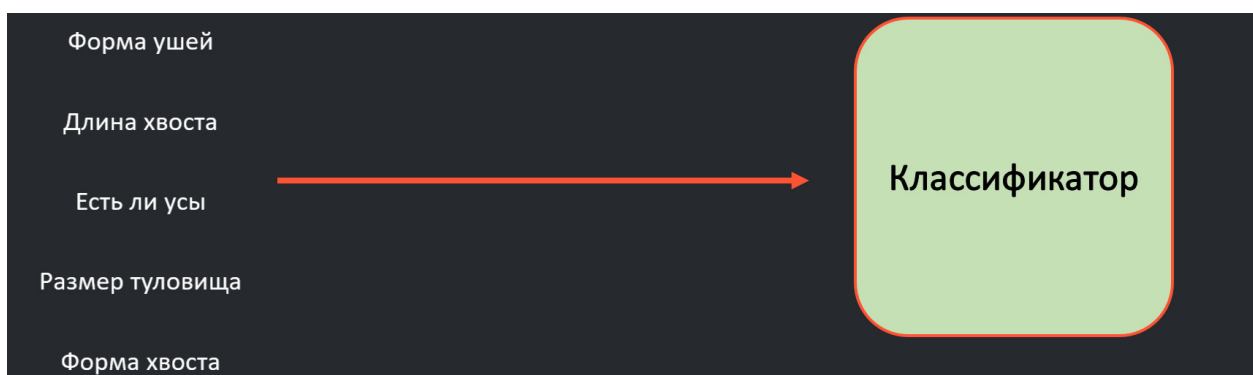 Форма ушей
Длина хвоста
Есть ли усы
Размер туловища
Форма хвоста
Классификатор